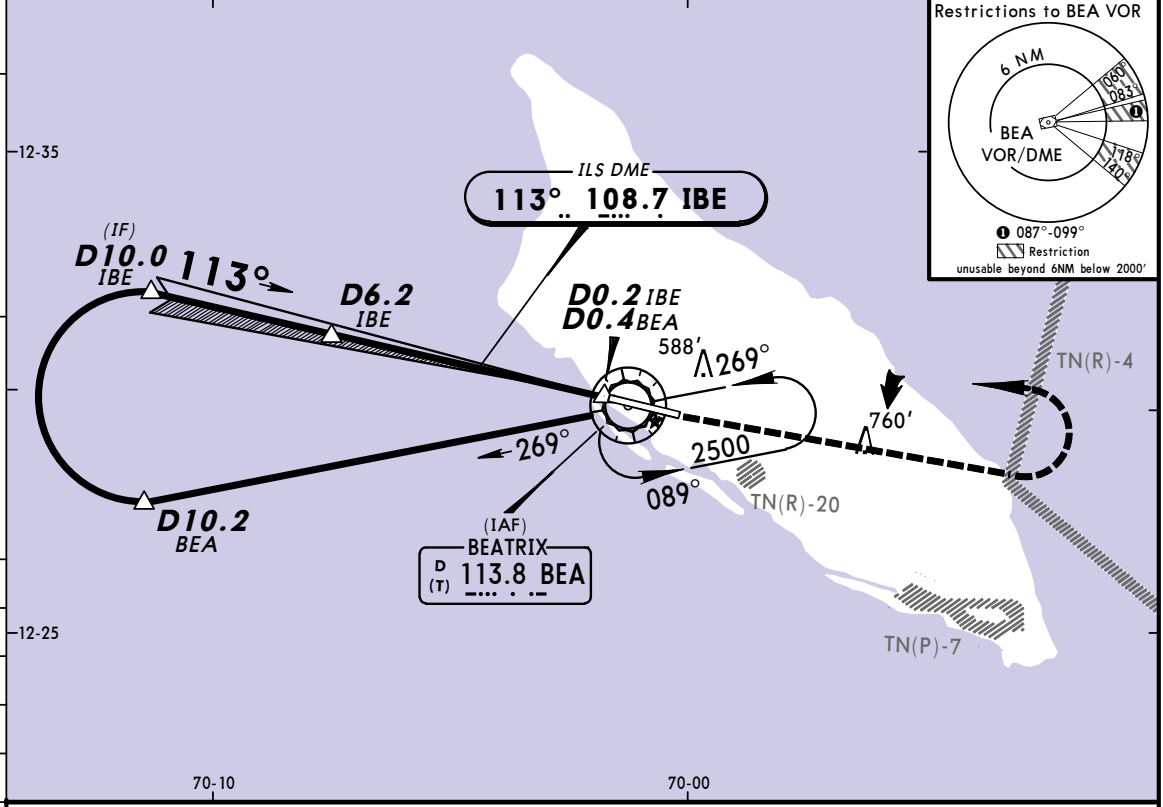 Restrictions to BEA VOR
6 NM
060°
083°
❶
BEA
VOR/DME
118°
140°
❶ 087°-099°
Restriction
unusable beyond 6NM below 2000'
12-35
ILS DME
113° 108.7 IBE
(IF)
D10.0
IBE
113°
D6.2
IBE
D0.2 IBE
D0.4 BEA
588'
269°
TN(R)-4
760'
269°
2500
089°
TN(R)-20
D10.2
BEA
(IAF)
BEATRIX
D
(T)
113.8 BEA
12-25
TN(P)-7
70-10
70-00